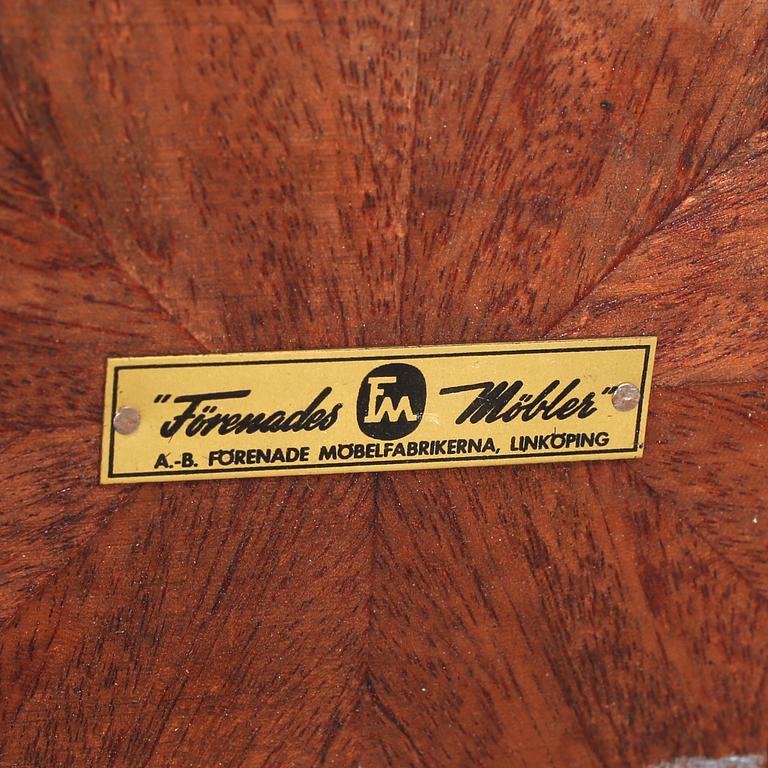 "Förenades FM Möbler"
A.-B. FÖRENADE MÖBELFABRIKERNA, LINKÖPING